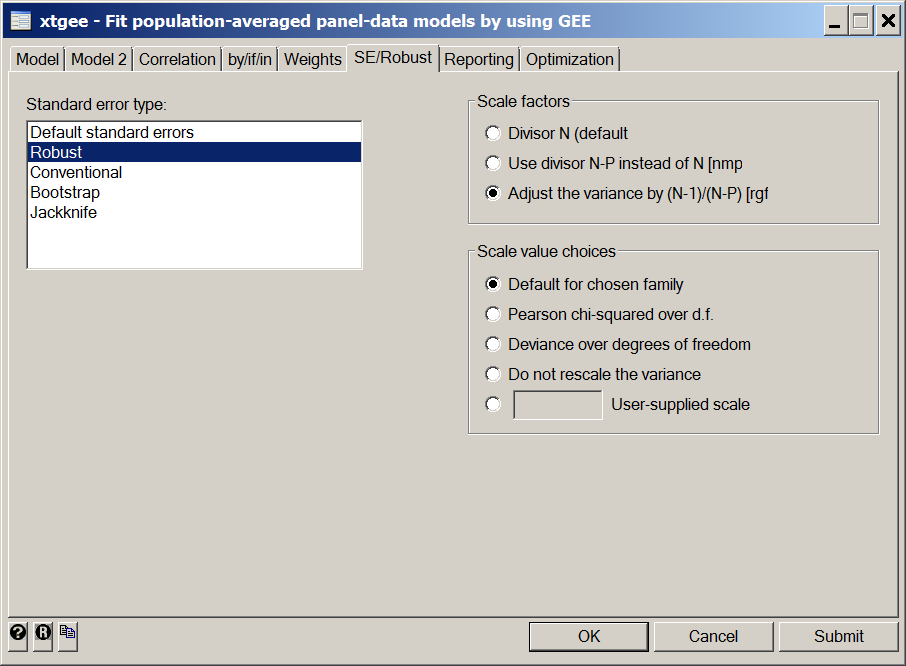 xtgee - Fit population-averaged panel-data models by using GEE
Model Model 2 Correlation by/if/in Weights SE/Robust Reporting Optimization
Standard error type:
Default standard errors
Robust
Conventional
Bootstrap
Jackknife
Scale factors
Divisor N (default
Use divisor N-P instead of N [nmp
Adjust the variance by (N-1)/(N-P) [rgf
Scale value choices
Default for chosen family
Pearson chi-squared over d.f.
Deviance over degrees of freedom
Do not rescale the variance
User-supplied scale
? R
OK Cancel Submit